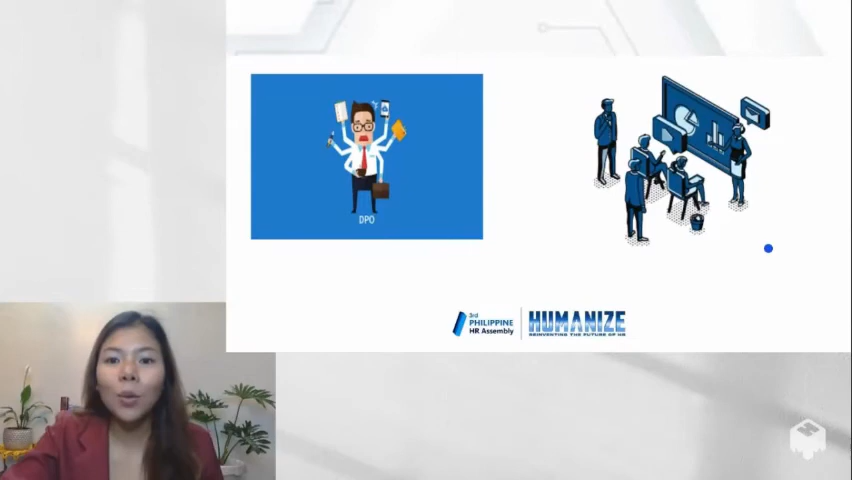 DPO
3rd
PHILIPPINE
HR Assembly
HUMANIZE
REINVENTING THE FUTURE OF HR